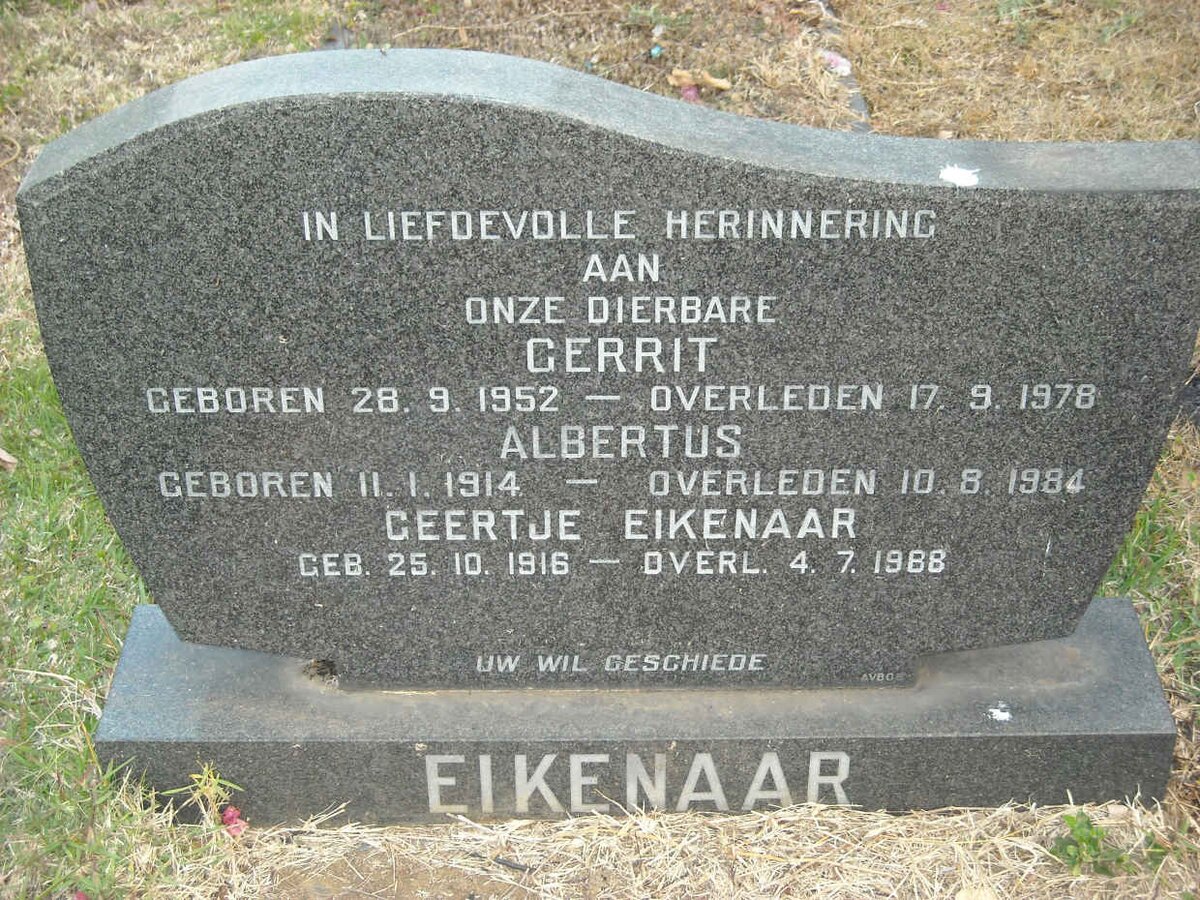 IN LIEFDEVOLLE HERINNERING
AAN
ONZE DIERBARE
GERRIT
GEBOREN 28. 9. 1952 — OVERLEDEN 17. 9. 1978
ALBERTUS
GEBOREN 11. 1. 1914 — OVERLEDEN 10. 8. 1984
GEERTJE EIKENAAR
GEB. 25. 10. 1916 — OVERL. 4. 7. 1988
UW WIL GESCHIEDE
AVBOB
EIKENAAR